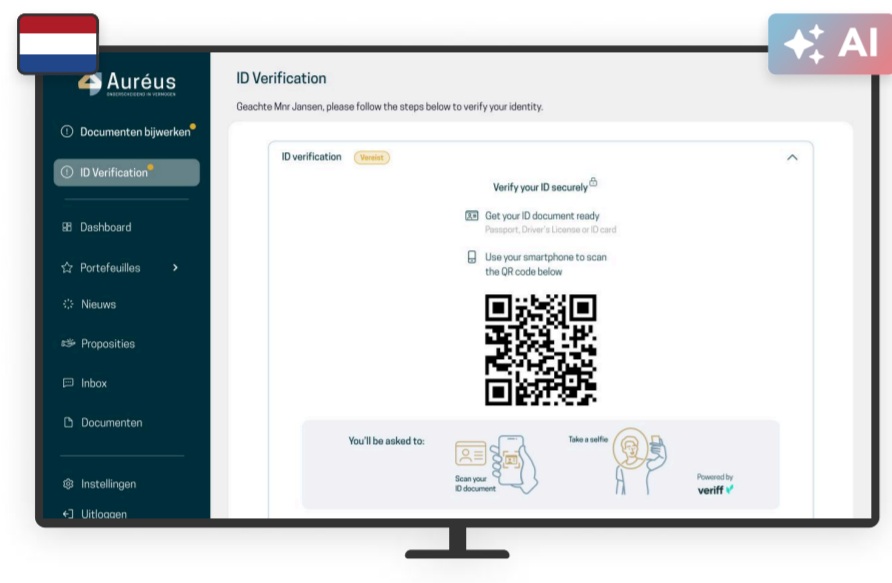 AI
Auréus
ONDERSCHEIDEND IN VERMOGEN
Documenten bijwerken
ID Verification
Dashboard
Portefeuilles
Nieuws
Proposities
Inbox
Documenten
Instellingen
Uitloggen
ID Verification
Geachte Mnr Jansen, please follow the steps below to verify your identity.
ID verification
Vereist
Verify your ID securely
Get your ID document ready
Passport, Driver's License or ID card
Use your smartphone to scan
the QR code below
You'll be asked to:
Scan your
ID document
Take a selfie
Powered by
veriff